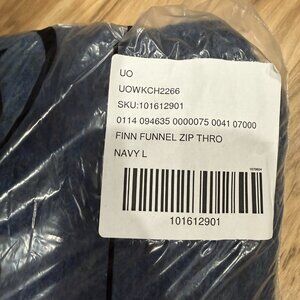 UO
UOWKCH2266
SKU:101612901
0114 094635 0000075 0041 07000
FINN FUNNEL ZIP THRO
NAVY L
101612901